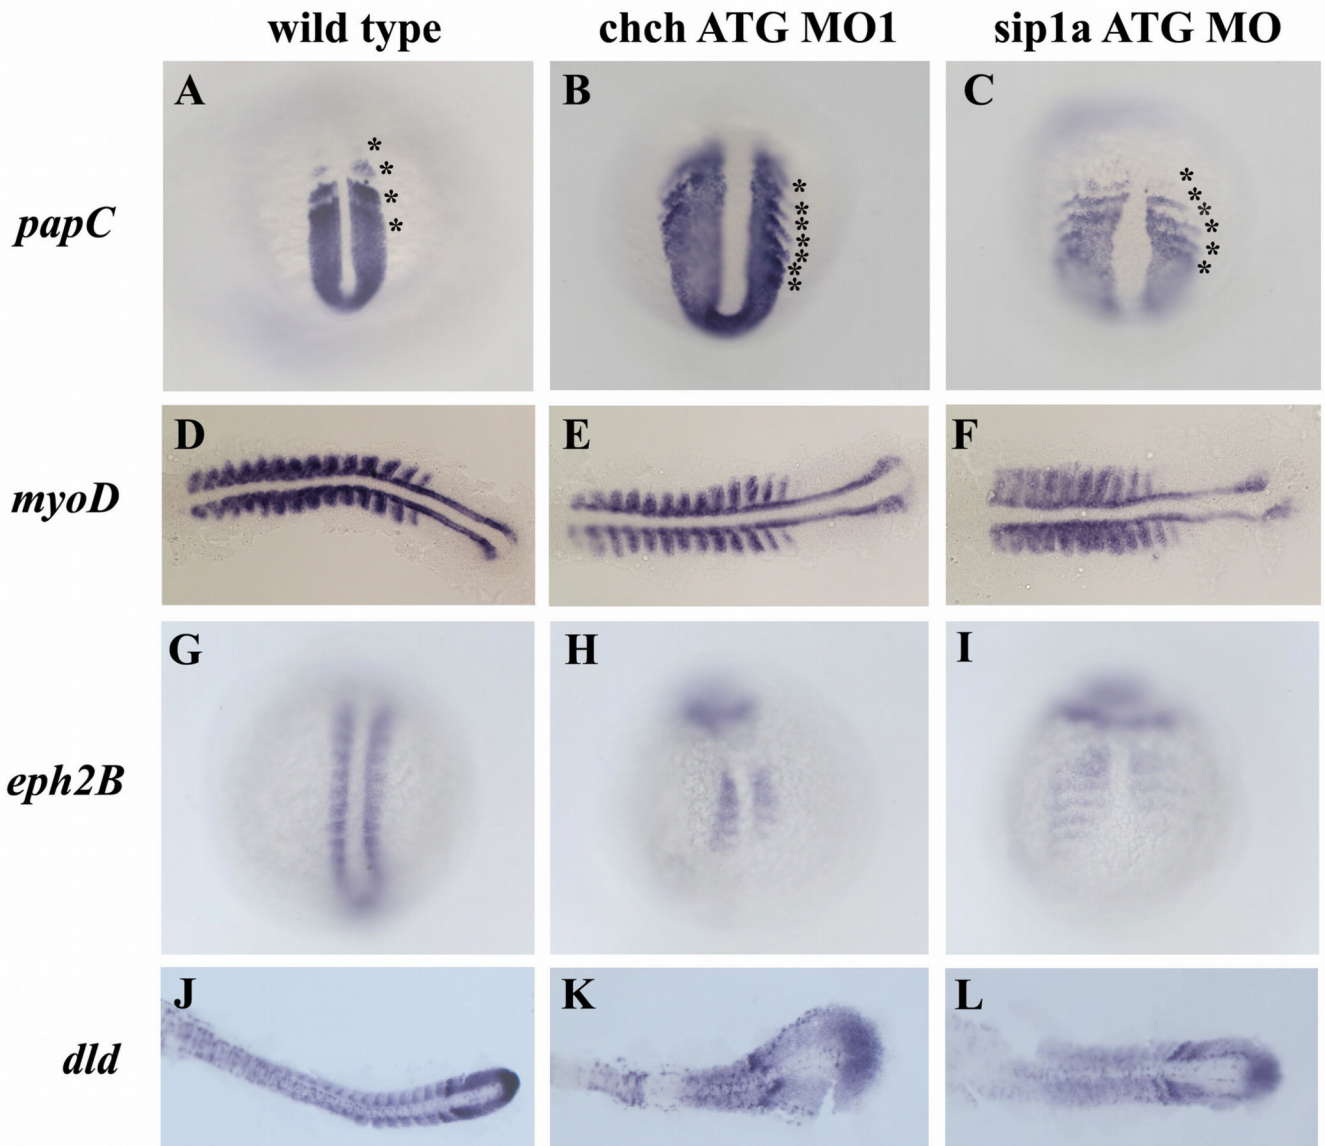 wild type chch ATG MO1 sip1a ATG MO
papC A * * * * B * * * * * * * C * * * * * *
myoD D E F
eph2B G H I
dld J K L